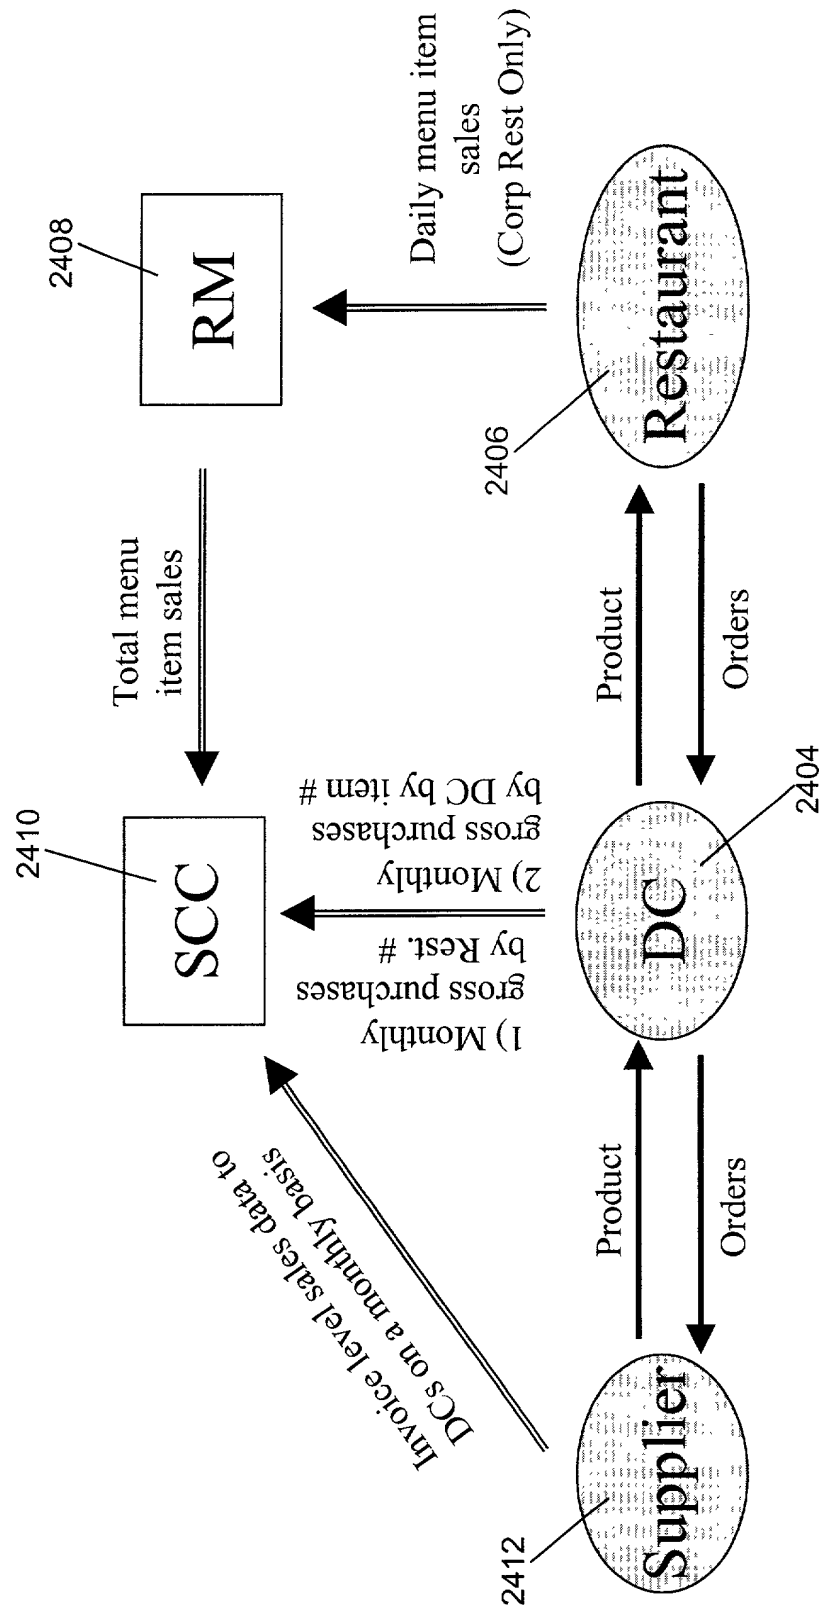 2410
SCC
Total menu
item sales
2408
RM
Invoice level sales data to
DCs on a monthly basis
1) Monthly
gross purchases
by Rest. #
2) Monthly
gross purchases
by DC by item #
Daily menu item
sales
(Corp Rest Only)
2412
Supplier
Product
Orders
DC
2404
Product
Orders
2406
Restaurant